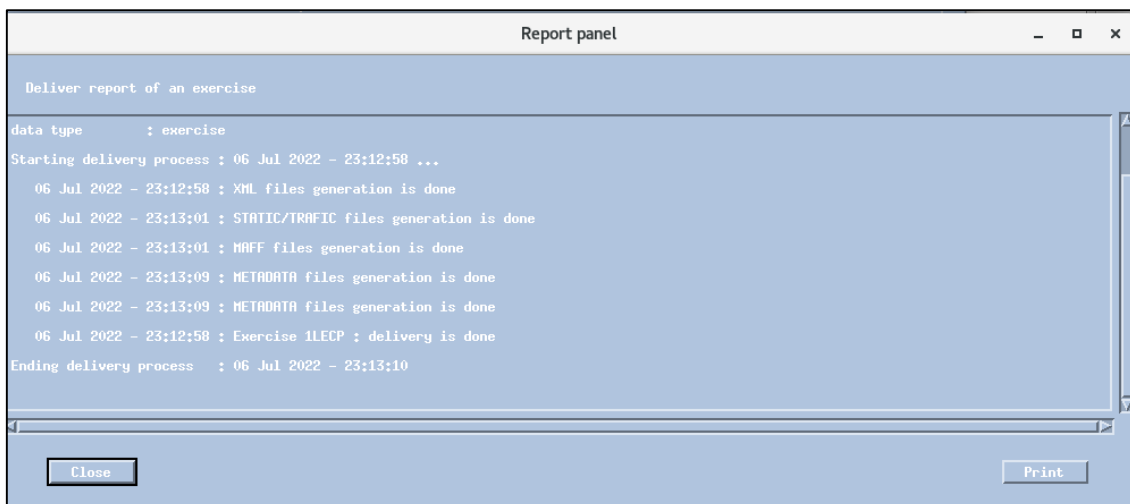 Report panel
Deliver report of an exercise
data type : exercise
Starting delivery process : 06 Jul 2022 - 23:12:58 ...
06 Jul 2022 - 23:12:58 : XML files generation is done
06 Jul 2022 - 23:13:01 : STATIC/TRAFIC files generation is done
06 Jul 2022 - 23:13:01 : MAFF files generation is done
06 Jul 2022 - 23:13:09 : METADATA files generation is done
06 Jul 2022 - 23:13:09 : METADATA files generation is done
06 Jul 2022 - 23:12:58 : Exercise 1LECP : delivery is done
Ending delivery process : 06 Jul 2022 - 23:13:10
Close
Print